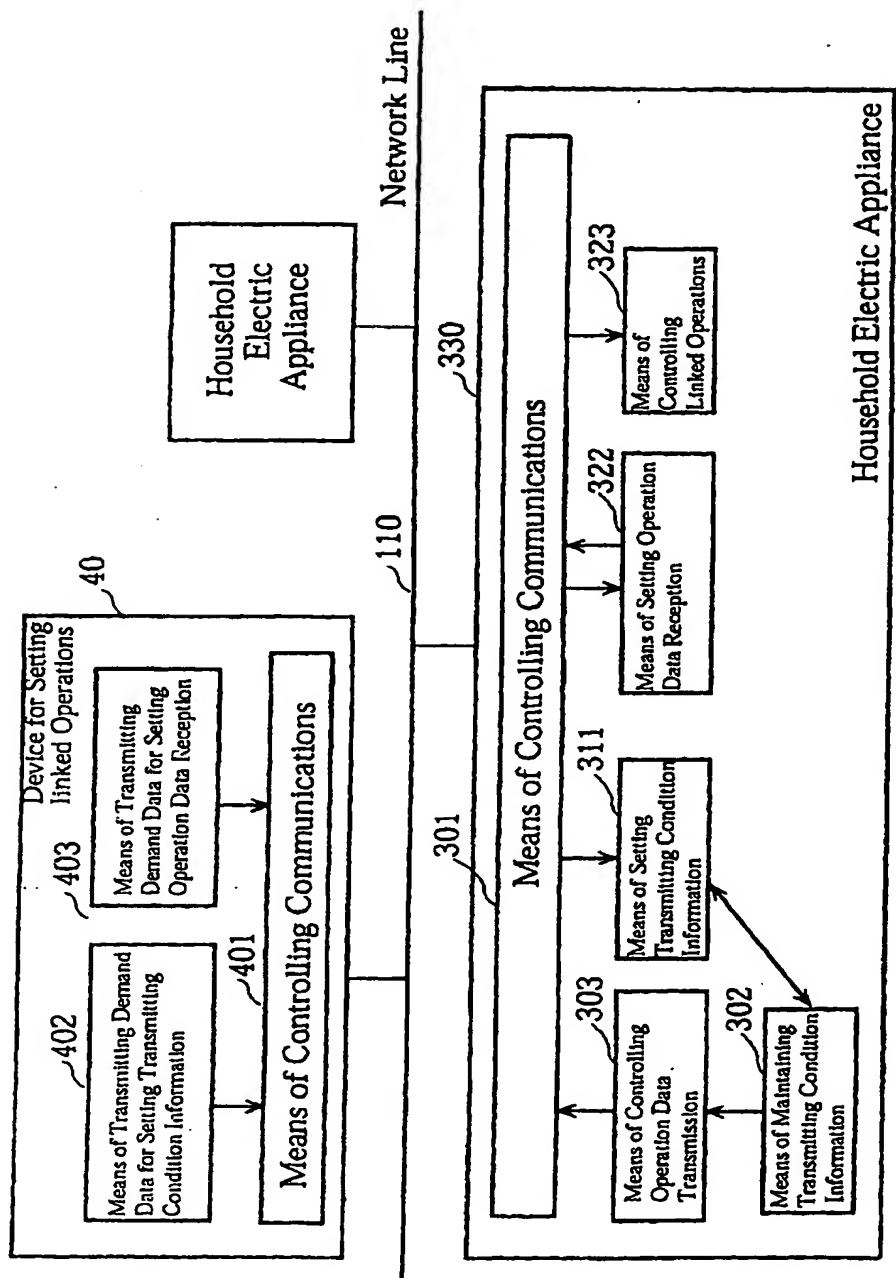 Device for Setting
linked Operations
40
402
Means of Transmitting Demand
Data for Setting Transmitting
Condition Information
403
Means of Transmitting
Demand Data for Setting
Operation Data Reception
401
Means of Controlling Communications
Household
Electric
Appliance
110
Network Line
330
301
Means of Controlling Communications
303
Means of Controlling
Operation Data
Transmission
311
Means of Setting
Transmitting Condition
Information
322
Means of Setting Operation
Data Reception
323
Means of
Controlling
Linked Operations
302
Means of Maintaining
Transmitting Condition
Information
Household Electric Appliance